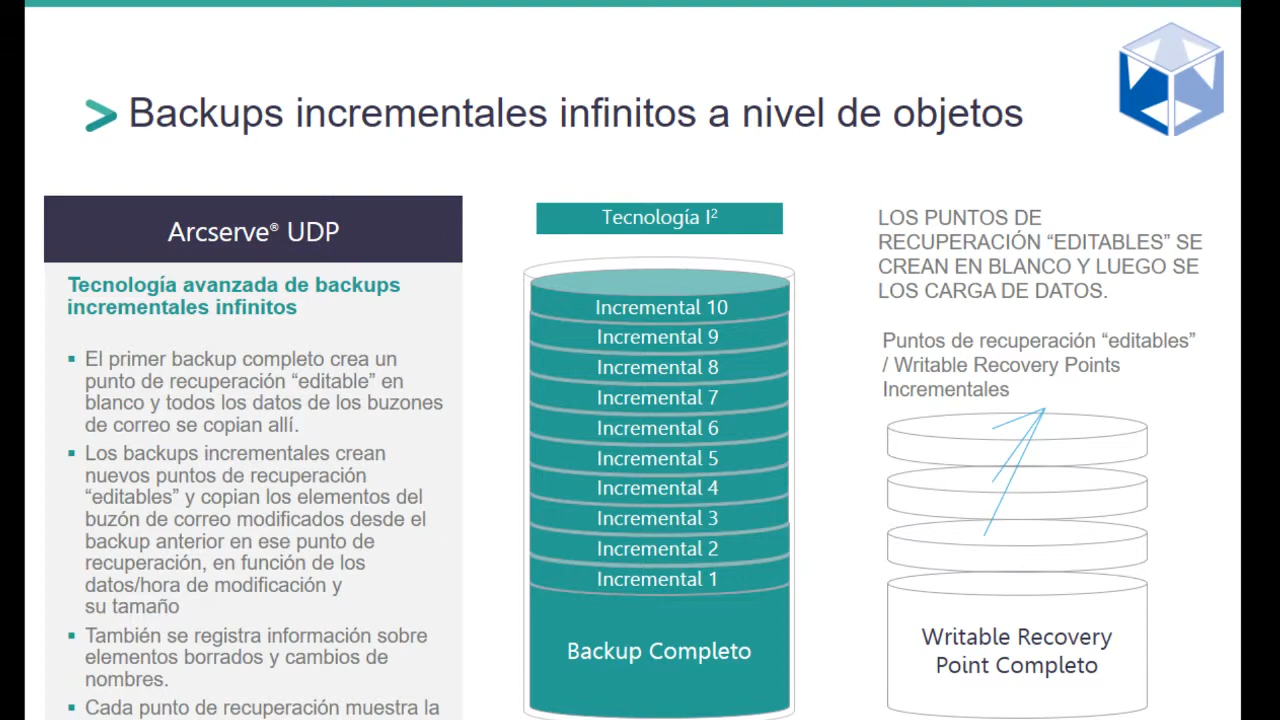 Backups incrementales infinitos a nivel de objetos
Arcserve® UDP
Tecnología avanzada de backups
incrementales infinitos
▪ El primer backup completo crea un
punto de recuperación “editable” en
blanco y todos los datos de los buzones
de correo se copian allí.
▪ Los backups incrementales crean
nuevos puntos de recuperación
“editables” y copian los elementos del
buzón de correo modificados desde el
backup anterior en ese punto de
recuperación, en función de los
datos/hora de modificación y
su tamaño
▪ También se registra información sobre
elementos borrados y cambios de
nombres.
▪ Cada punto de recuperación muestra la
Tecnología I²
Incremental 10
Incremental 9
Incremental 8
Incremental 7
Incremental 6
Incremental 5
Incremental 4
Incremental 3
Incremental 2
Incremental 1
Backup Completo
LOS PUNTOS DE
RECUPERACIÓN “EDITABLES” SE
CREAN EN BLANCO Y LUEGO SE
LOS CARGA DE DATOS.
Puntos de recuperación “editables”
/ Writable Recovery Points
Incrementales
Writable Recovery
Point Completo